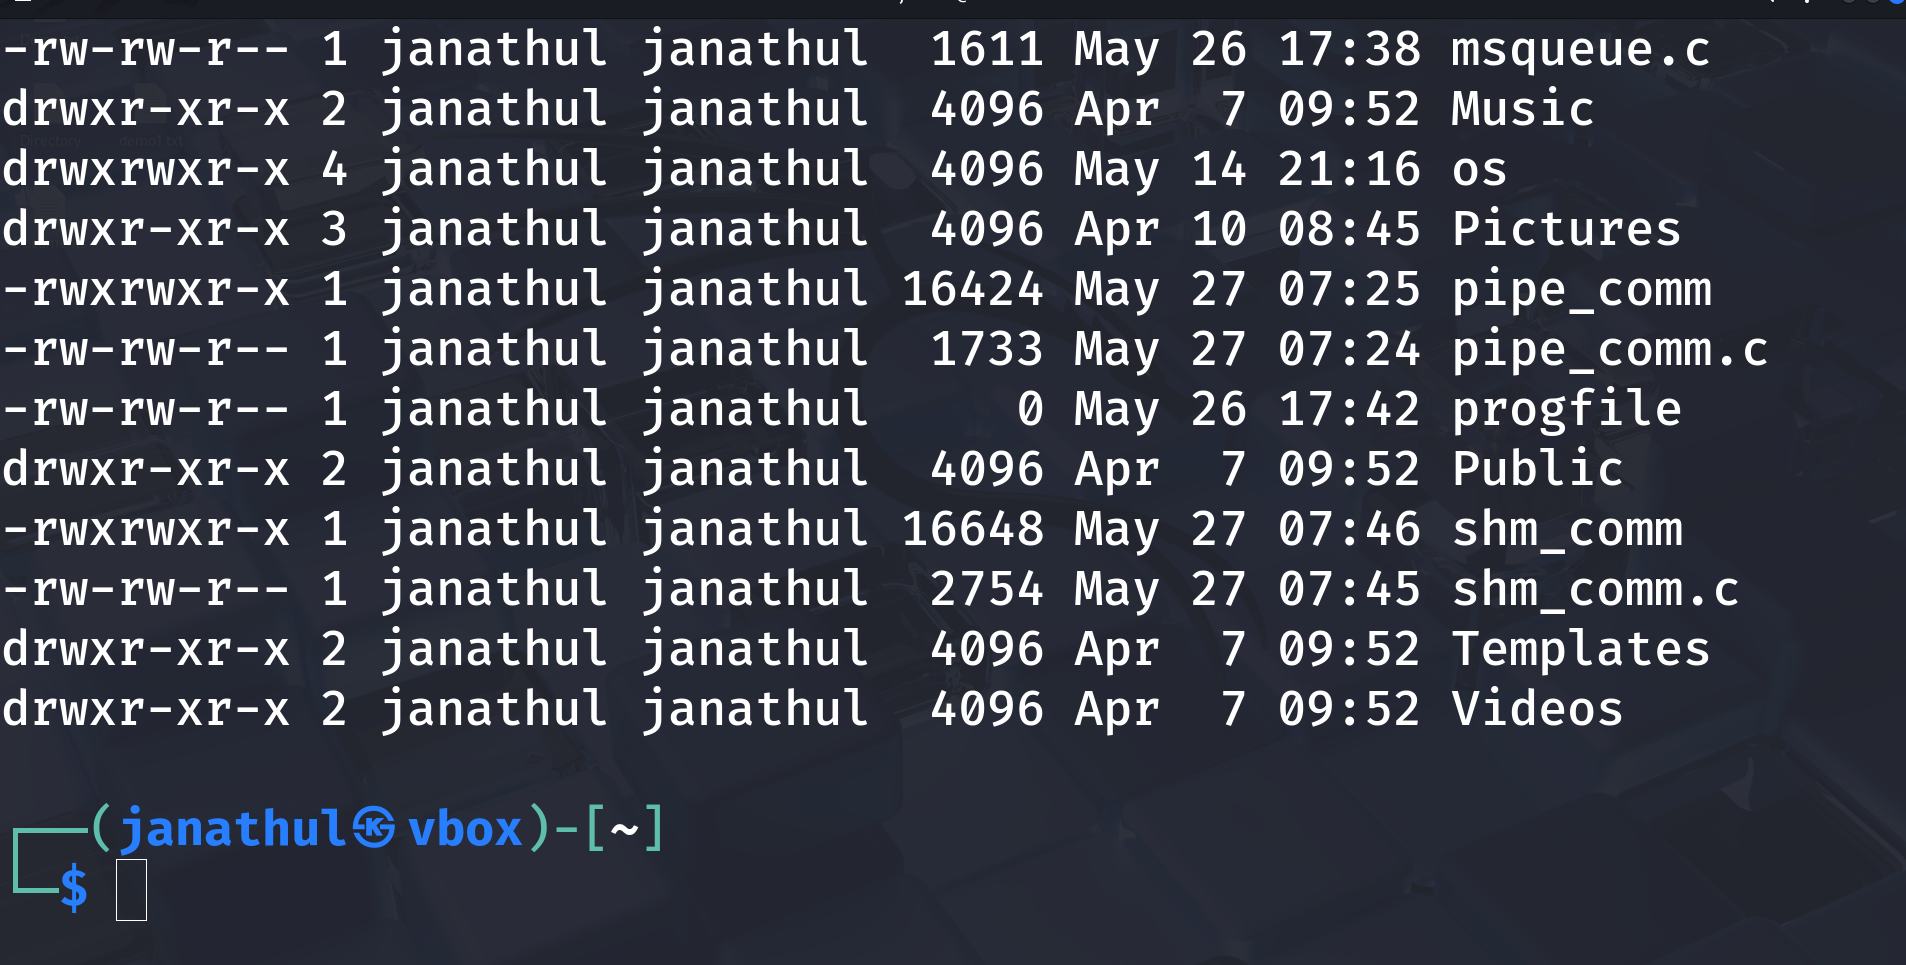 -rw-rw-r-- 1 janathul janathul  1611 May 26 17:38 msqueue.c
drwxr-xr-x 2 janathul janathul  4096 Apr  7 09:52 Music
drwxrwxr-x 4 janathul janathul  4096 May 14 21:16 os
drwxr-xr-x 3 janathul janathul  4096 Apr 10 08:45 Pictures
-rwxrwxr-x 1 janathul janathul 16424 May 27 07:25 pipe_comm
-rw-rw-r-- 1 janathul janathul  1733 May 27 07:24 pipe_comm.c
-rw-rw-r-- 1 janathul janathul     0 May 26 17:42 progfile
drwxr-xr-x 2 janathul janathul  4096 Apr  7 09:52 Public
-rwxrwxr-x 1 janathul janathul 16648 May 27 07:46 shm_comm
-rw-rw-r-- 1 janathul janathul  2754 May 27 07:45 shm_comm.c
drwxr-xr-x 2 janathul janathul  4096 Apr  7 09:52 Templates
drwxr-xr-x 2 janathul janathul  4096 Apr  7 09:52 Videos
Directory demo1.txt
┌──(janathul㉿vbox)-[~]
└─$